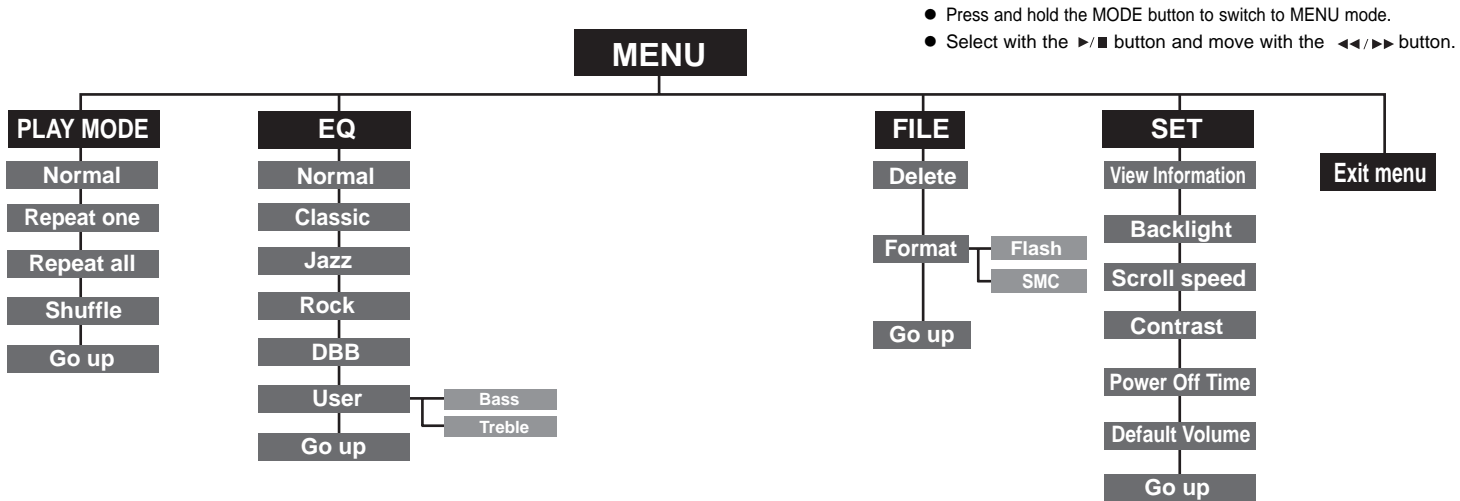 ● Press and hold the MODE button to switch to MENU mode.
● Select with the ►/■ button and move with the ◄◄/►► button.
MENU
PLAY MODE
Normal
Repeat one
Repeat all
Shuffle
Go up
EQ
Normal
Classic
Jazz
Rock
DBB
User
Bass
Treble
Go up
FILE
Delete
Format
Flash
SMC
Go up
SET
View Information
Backlight
Scroll speed
Contrast
Power Off Time
Default Volume
Go up
Exit menu